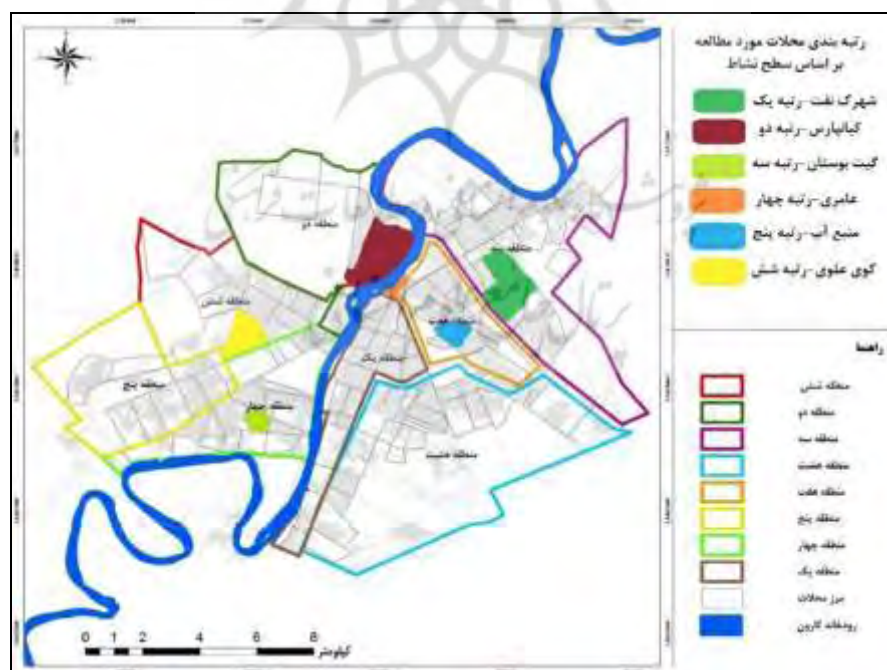 رتبه بندی محلات مورد مطالعه
بر اساس سطح نشاط
شهرک نفت-رتبه یک
کیانپارس-رتبه دو
گیت بوستان-رتبه سه
عامری-رتبه چهار
منبع آب-رتبه پنج
کوی علوی-رتبه شش
راهنما
منطقه شش
منطقه دو
منطقه سه
منطقه هشت
منطقه هفت
منطقه پنج
منطقه چهار
منطقه یک
مرز محلات
رودخانه کارون
منطقه دو
منطقه سه
منطقه شش
منطقه هفت
منطقه یک
منطقه پنج
منطقه چهار
منطقه هشت
0 1 2 4 6 8
کیلومتر